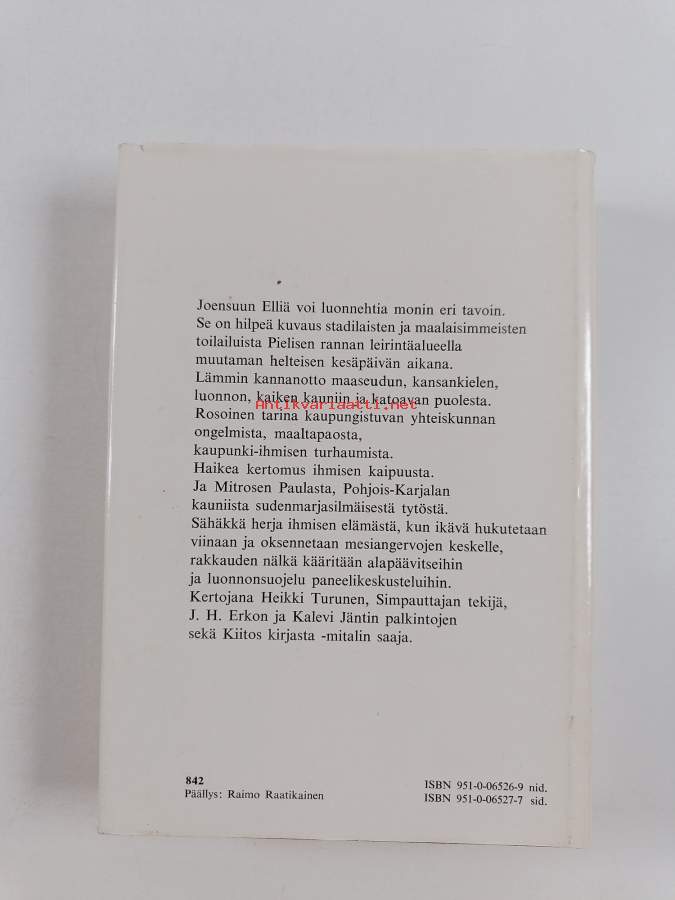 Joensuun Elliä voi luonnehtia monin eri tavoin.
Se on hilpeä kuvaus stadilaisten ja maalaisimmeisten
toilailuista Pielisen rannan leirintäalueella
muutaman helteisen kesäpäivän aikana.
Lämmin kannanotto maaseudun, kansankielen,
luonnon, kaiken kauniin ja katoavan puolesta.
Antikvariaatti.net
Rosoinen tarina kaupungistuvan yhteiskunnan
ongelmista, maaltapaosta,
kaupunki-ihmisen turhaumista.
Haikea kertomus ihmisen kaipuusta.
Ja Mitrosen Paulasta, Pohjois-Karjalan
kauniista sudenmarjasilmäisestä tytöstä.
Sähäkkä herja ihmisen elämästä, kun ikävä hukutetaan
viinaan ja oksennetaan mesiangervojen keskelle,
rakkauden nälkä kääritään alapäävitseihin
ja luonnonsuojelu paneelikeskusteluihin.
Kertojana Heikki Turunen, Simpauttajan tekijä,
J. H. Erkon ja Kalevi Jäntin palkintojen
sekä Kiitos kirjasta -mitalin saaja.
842
Päällys: Raimo Raatikainen
ISBN 951-0-06526-9 nid.
ISBN 951-0-06527-7 sid.